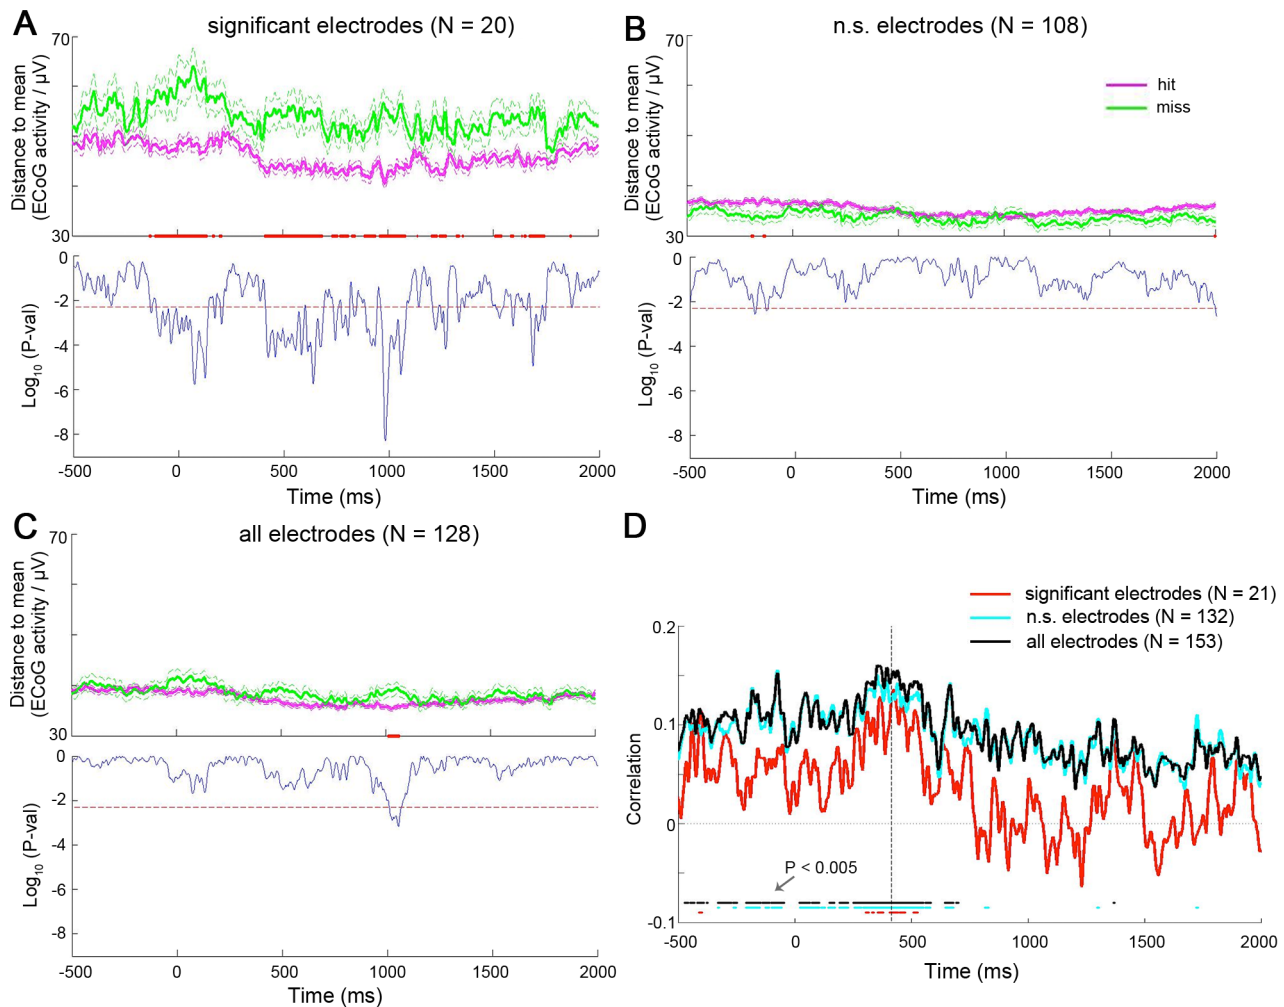 A
significant electrodes (N = 20)
70
30
Distance to mean
(ECoG activity / µV)
0
-2
-4
-6
-8
Log10 (P-val)
-500
0
500
1000
1500
2000
Time (ms)
B
n.s. electrodes (N = 108)
70
30
Distance to mean
(ECoG activity / µV)
hit
miss
0
-2
-4
-6
-8
Log10 (P-val)
-500
0
500
1000
1500
2000
Time (ms)
C
all electrodes (N = 128)
70
30
Distance to mean
(ECoG activity / µV)
0
-2
-4
-6
-8
Log10 (P-val)
-500
0
500
1000
1500
2000
Time (ms)
D
significant electrodes (N = 21)
n.s. electrodes (N = 132)
all electrodes (N = 153)
0.2
0.1
0
-0.1
Correlation
P < 0.005
-500
0
500
1000
1500
2000
Time (ms)